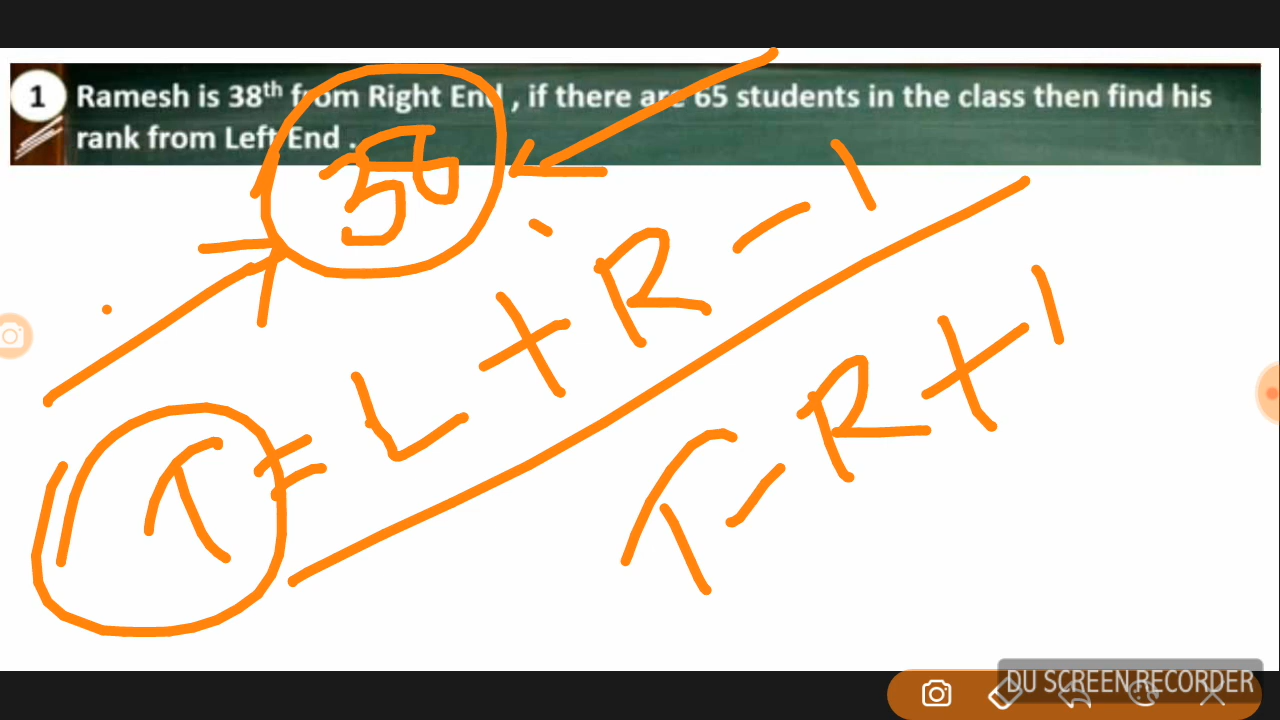 1 Ramesh is 38th from Right End , if there are 65 students in the class then find his
rank from Left End .
38
T = L + R - 1
T - R + 1
DU SCREEN RECORDER